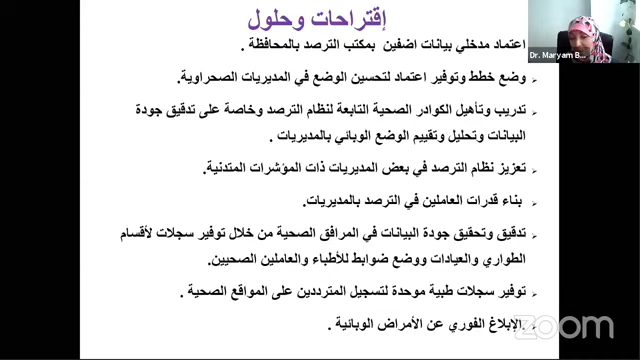 إقتراحات وحلول
اعتماد مدخلي بيانات اضفين بمكتب الترصد بالمحافظة .
وضع خطط وتوفير اعتماد لتحسين الوضع في المديريات الصحراوية.
تدريب وتأهيل الكوادر الصحية التابعة لنظام الترصد وخاصة على تدقيق جودة
البيانات وتحليل وتقييم الوضع الوبائي بالمديريات .
تعزيز نظام الترصد في بعض المديريات ذات المؤشرات المتدنية.
بناء قدرات العاملين في الترصد بالمديريات.
تدقيق وتحقيق جودة البيانات في المرافق الصحية من خلال توفير سجلات لأقسام
الطواري والعيادات ووضع ضوابط للأطباء والعاملين الصحيين.
توفير سجلات طبية موحدة لتسجيل المترددين على المواقع الصحية .
الإبلاغ الفوري عن الأمراض الوبائية .
Dr. Maryam B...
zoom